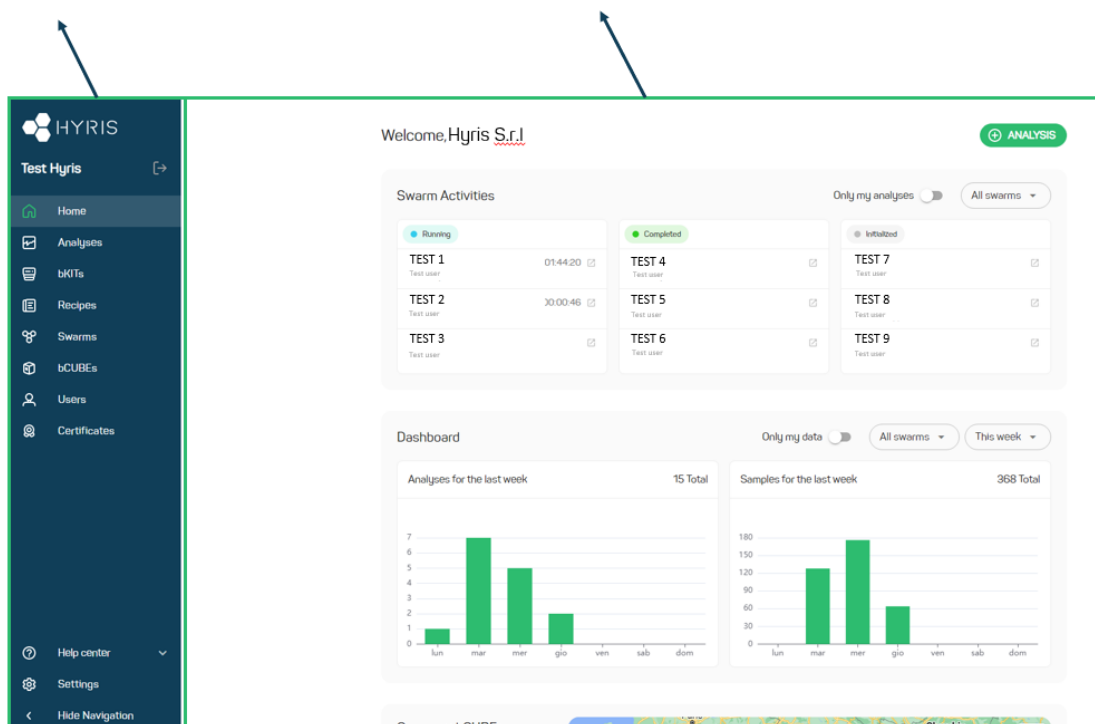 HYRIS
Test Hyris
Home
Analyses
bKITs
Recipes
Swarms
bCUBEs
Users
Certificates
Help center
Settings
Hide Navigation
Welcome, Hyris S.r.l
ANALYSIS
Swarm Activities
Only my analyses
All swarms
Running
TEST 1
01:44:20
Test user
TEST 2
00:00:46
Test user
TEST 3
Test user
Completed
TEST 4
Test user
TEST 5
Test user
TEST 6
Test user
Initialized
TEST 7
Test user
TEST 8
Test user
TEST 9
Test user
Dashboard
Only my data
All swarms
This week
Analyses for the last week
15 Total
7
6
5
4
3
2
1
0
lun mar mer gio ven sab dom
Samples for the last week
368 Total
180
150
120
90
60
30
0
lun mar mer gio ven sab dom